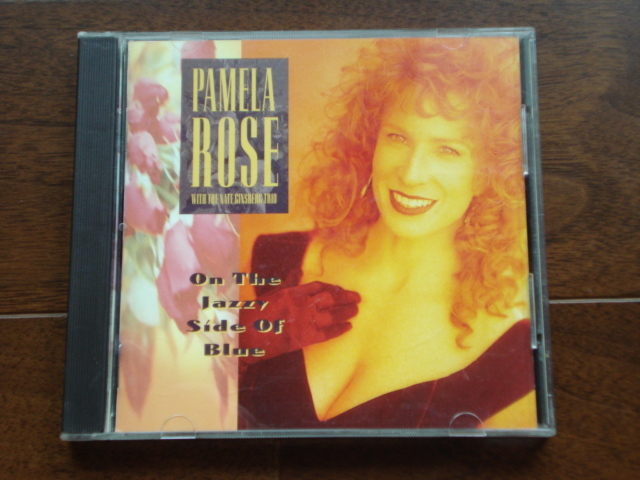 PAMELA
ROSE
WITH THE NATE GINSBERG TRIO
On The
Jazzy
Side Of
Blue